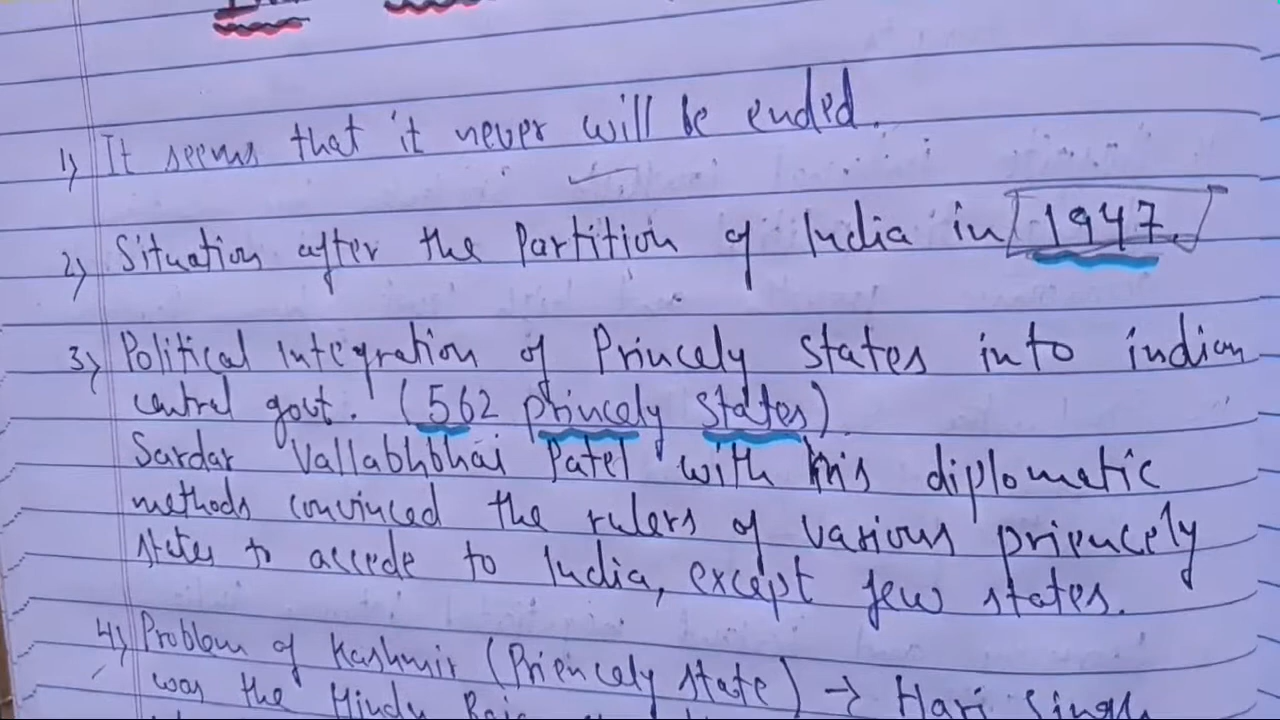 1) It seems that it never will be ended.
2) Situation after the Partition of India in 1947.
3) Political Integration of Princely states into indian
central govt. (562 princely states)
Sardar Vallabhbhai Patel with his diplomatic
methods convinced the rulers of various priencely
states to accede to India, except few states.
4) Problem of Kashmir (Priencely state) → Hari Singh
was the Hindu Raja